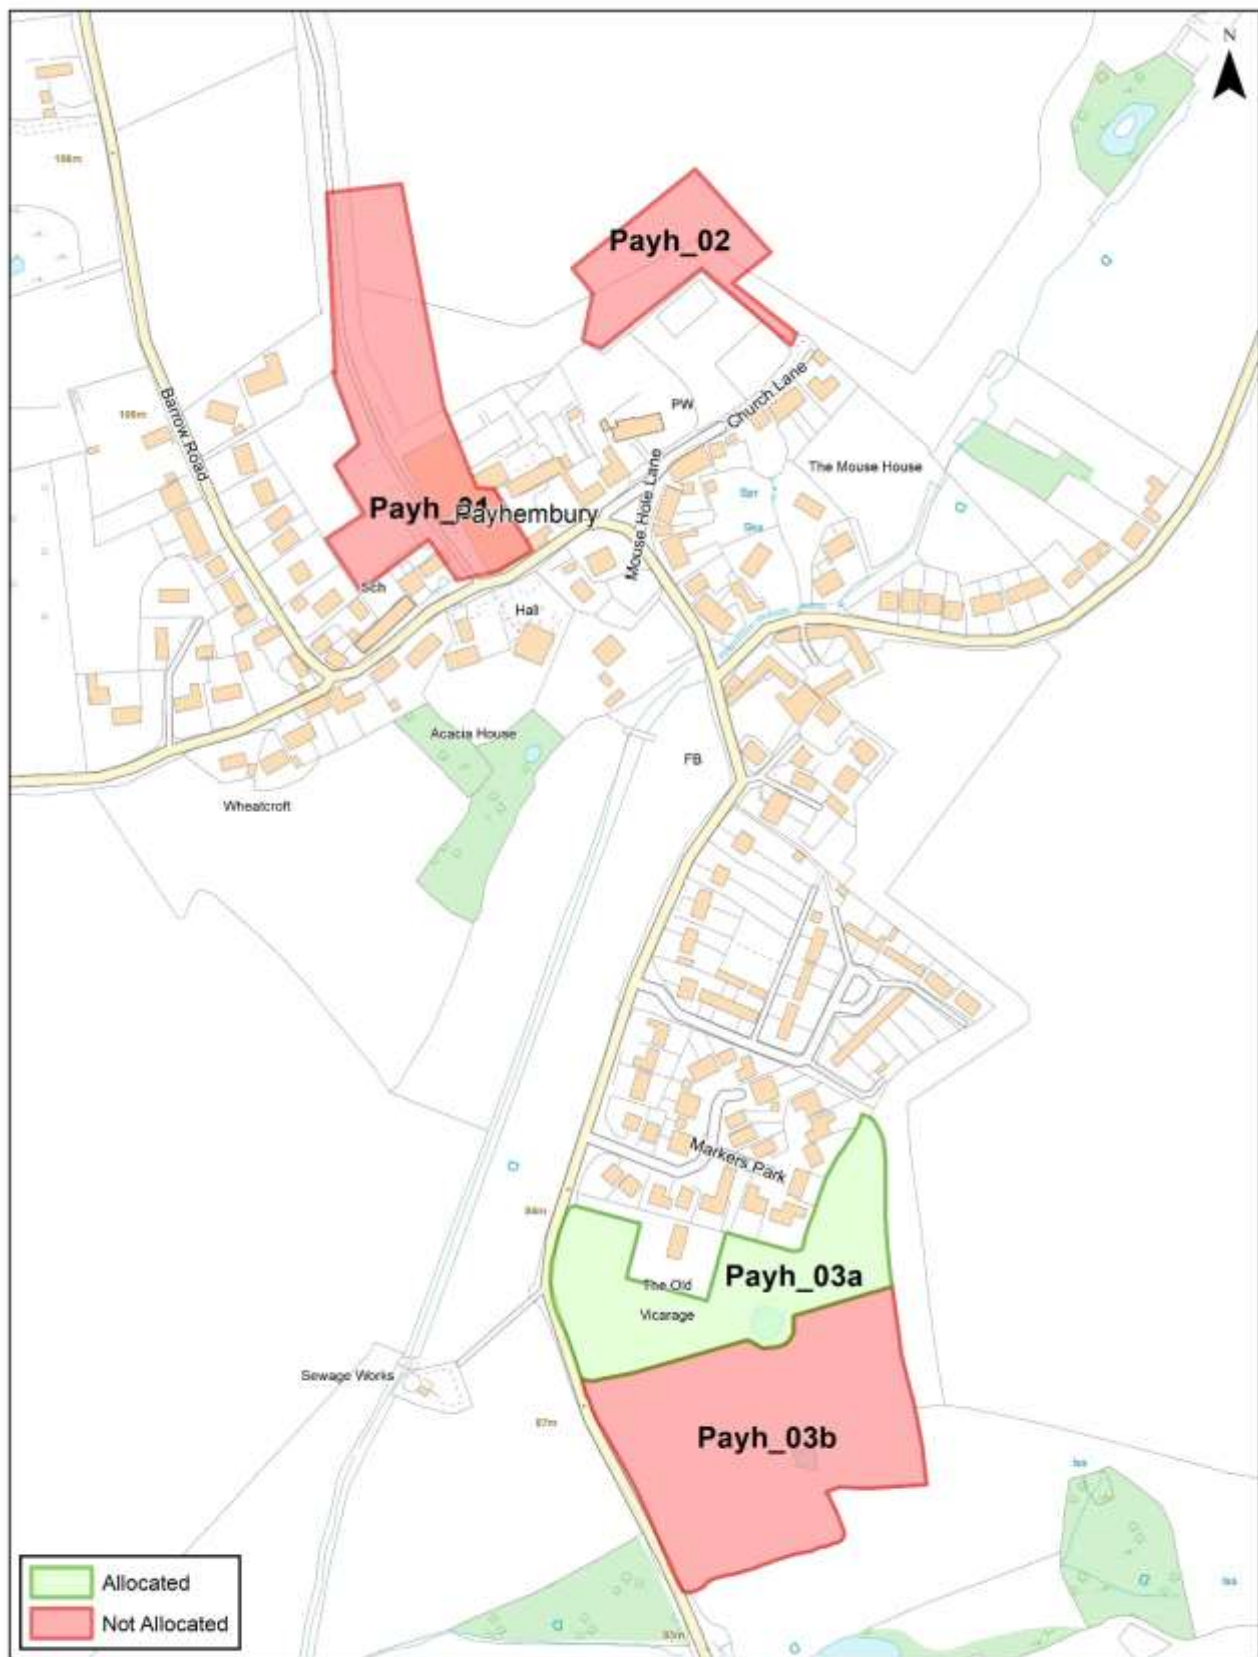 N
Payh_02
Barrow Road
PW
Church Lane
The Mouse House
Mouse Hole Lane
Payhembury
Sch
Hall
Acacia House
FB
Wheatcroft
Markers Park
Payh_03a
The Old
Vicarage
Sewage Works
Payh_03b
Iss
Allocated
Not Allocated